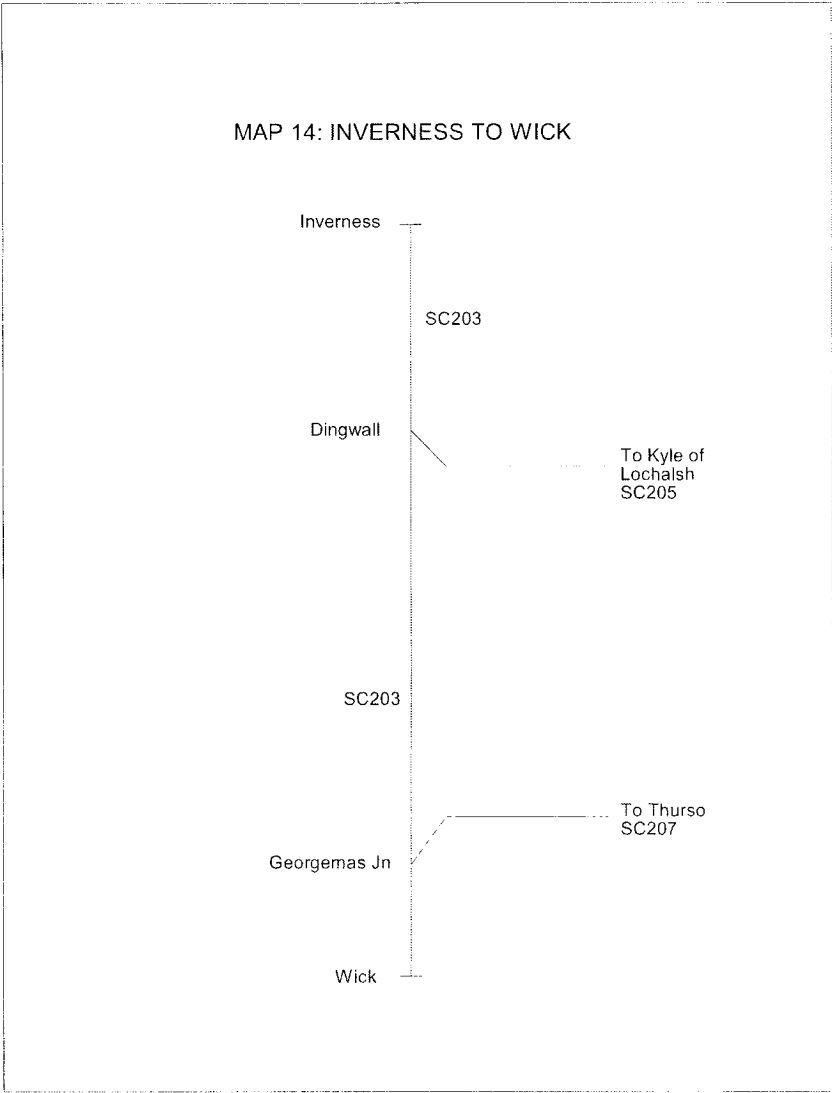 MAP 14: INVERNESS TO WICK
Inverness
SC203
Dingwall
To Kyle of
Lochalsh
SC205
SC203
To Thurso
SC207
Georgemas Jn
Wick